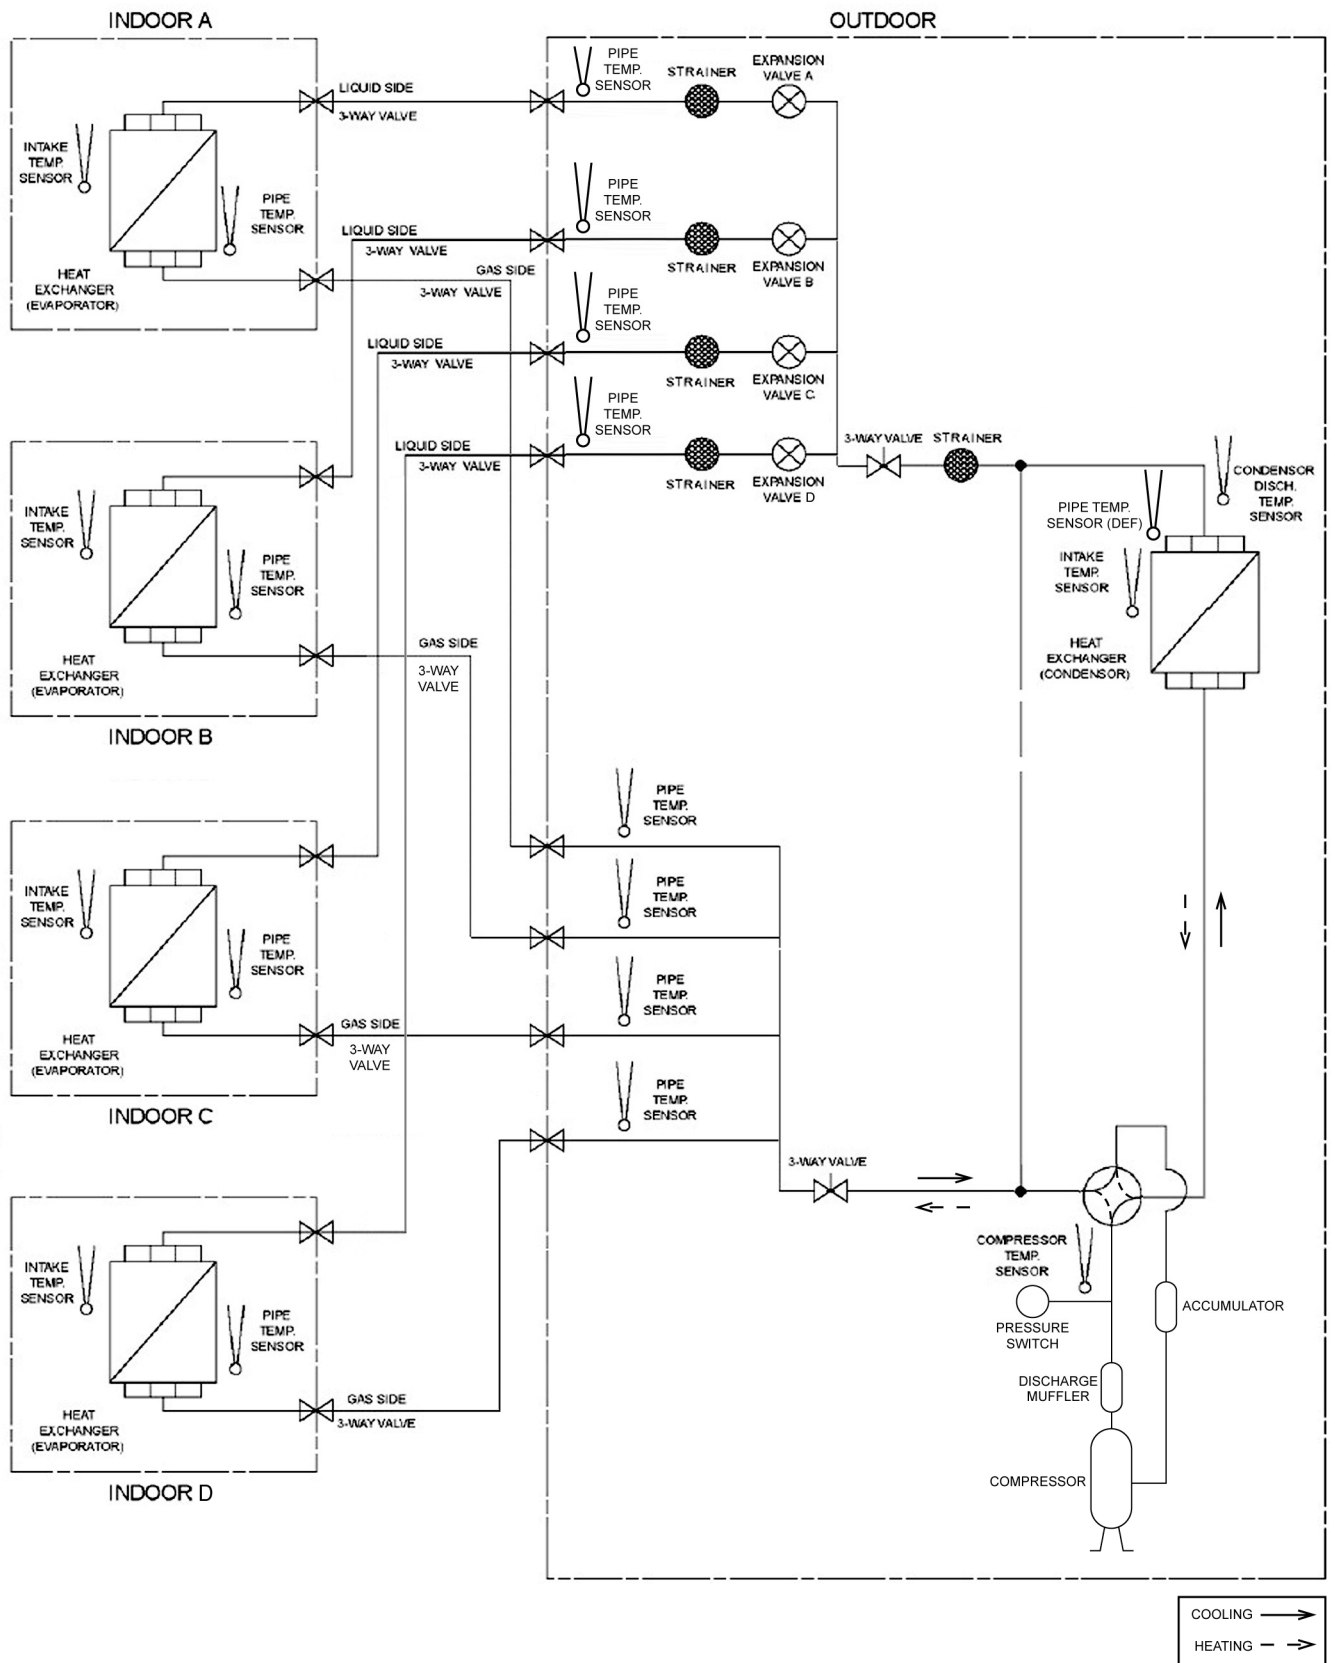 INDOOR A
OUTDOOR
LIQUID SIDE
3-WAY VALVE
PIPE
TEMP.
SENSOR
STRAINER
EXPANSION
VALVE A
INTAKE
TEMP.
SENSOR
PIPE
TEMP.
SENSOR
HEAT
EXCHANGER
(EVAPORATOR)
LIQUID SIDE
3-WAY VALVE
GAS SIDE
3-WAY VALVE
PIPE
TEMP.
SENSOR
STRAINER
EXPANSION
VALVE B
LIQUID SIDE
3-WAY VALVE
PIPE
TEMP.
SENSOR
STRAINER
EXPANSION
VALVE C
LIQUID SIDE
3-WAY VALVE
PIPE
TEMP.
SENSOR
STRAINER
EXPANSION
VALVE D
3-WAY VALVE
STRAINER
CONDENSOR
DISCH.
TEMP.
SENSOR
PIPE TEMP.
SENSOR (DEF)
INTAKE
TEMP.
SENSOR
HEAT
EXCHANGER
(CONDENSOR)
INTAKE
TEMP.
SENSOR
PIPE
TEMP.
SENSOR
HEAT
EXCHANGER
(EVAPORATOR)
GAS SIDE
3-WAY
VALVE
INDOOR B
PIPE
TEMP.
SENSOR
PIPE
TEMP.
SENSOR
PIPE
TEMP.
SENSOR
PIPE
TEMP.
SENSOR
INTAKE
TEMP.
SENSOR
PIPE
TEMP.
SENSOR
HEAT
EXCHANGER
(EVAPORATOR)
GAS SIDE
3-WAY
VALVE
INDOOR C
3-WAY VALVE
COMPRESSOR
TEMP.
SENSOR
PRESSURE
SWITCH
ACCUMULATOR
DISCHARGE
MUFFLER
COMPRESSOR
INTAKE
TEMP.
SENSOR
PIPE
TEMP.
SENSOR
HEAT
EXCHANGER
(EVAPORATOR)
GAS SIDE
3-WAY VALVE
INDOOR D
COOLING
HEATING